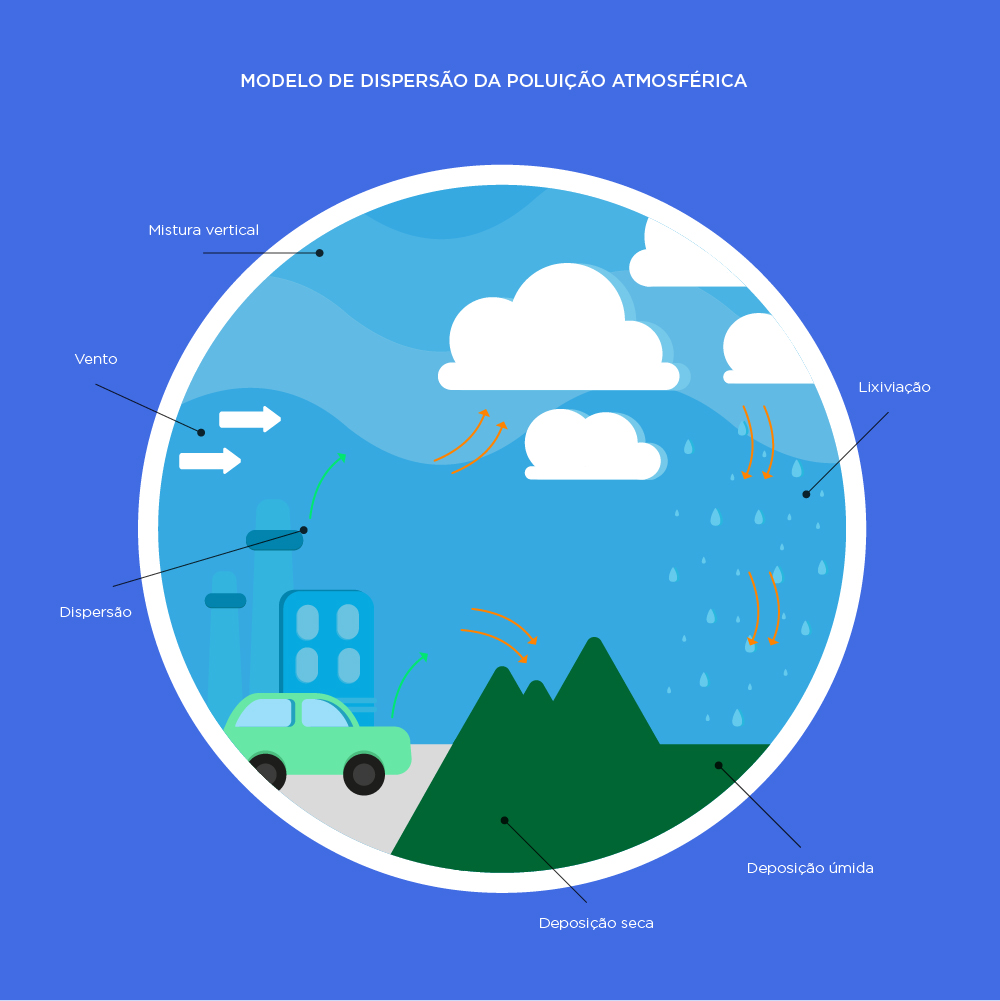 MODELO DE DISPERSÃO DA POLUIÇÃO ATMOSFÉRICA
Mistura vertical
Vento
Lixiviação
Dispersão
Deposição úmida
Deposição seca